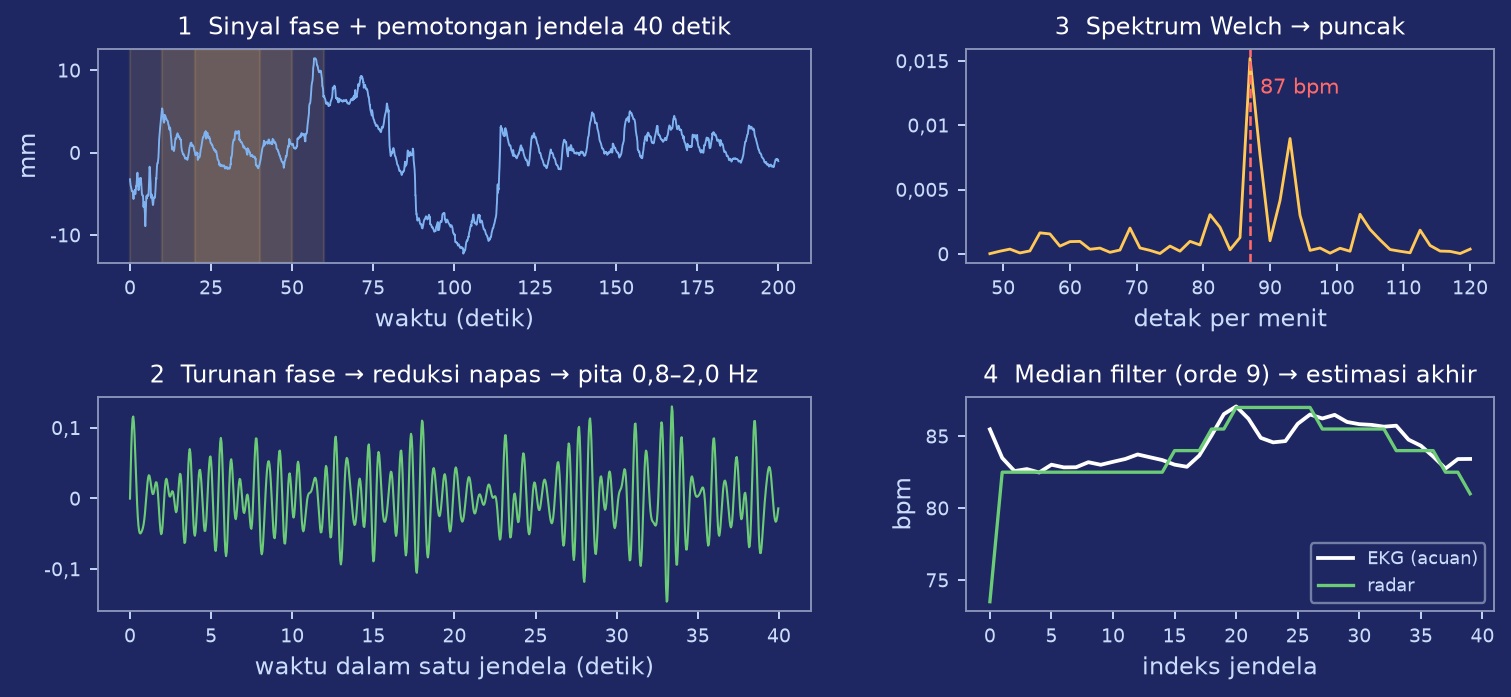 1 Sinyal fase + pemotongan jendela 40 detik
10
0
-10
mm
0 25 50 75 100 125 150 175 200
waktu (detik)
3 Spektrum Welch → puncak
0,015
0,01
0,005
0
87 bpm
50 60 70 80 90 100 110 120
detak per menit
2 Turunan fase → reduksi napas → pita 0,8–2,0 Hz
0,1
0
-0,1
0 5 10 15 20 25 30 35 40
waktu dalam satu jendela (detik)
4 Median filter (orde 9) → estimasi akhir
85
80
75
bpm
EKG (acuan)
radar
0 5 10 15 20 25 30 35 40
indeks jendela